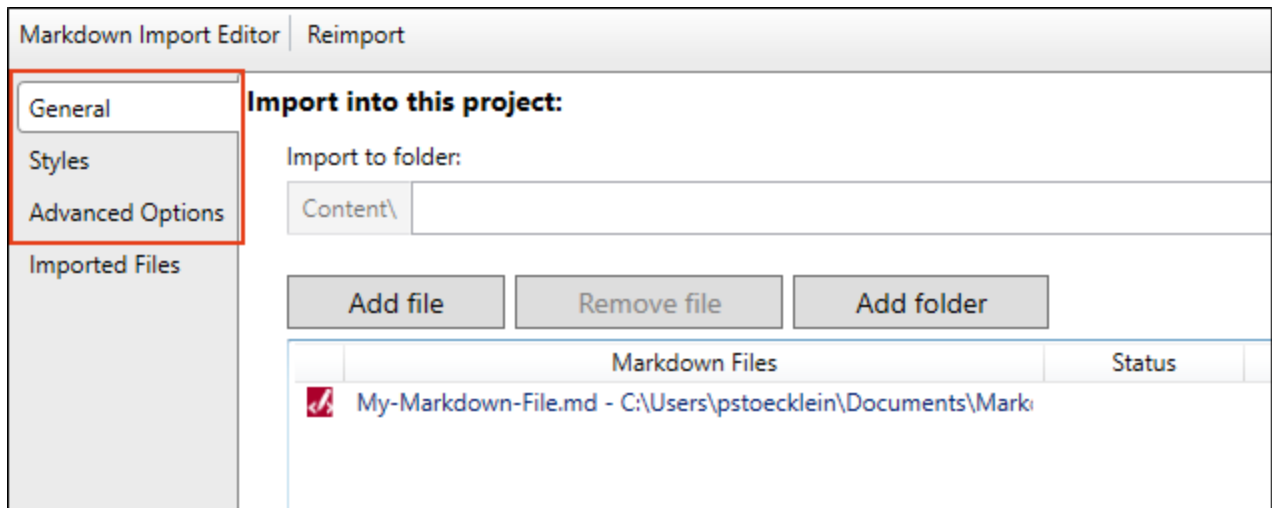 Markdown Import Editor Reimport
General
Styles
Advanced Options
Imported Files
Import into this project:
Import to folder:
Content\
Add file Remove file Add folder
Markdown Files Status
My-Markdown-File.md - C:\Users\pstoecklein\Documents\Mark